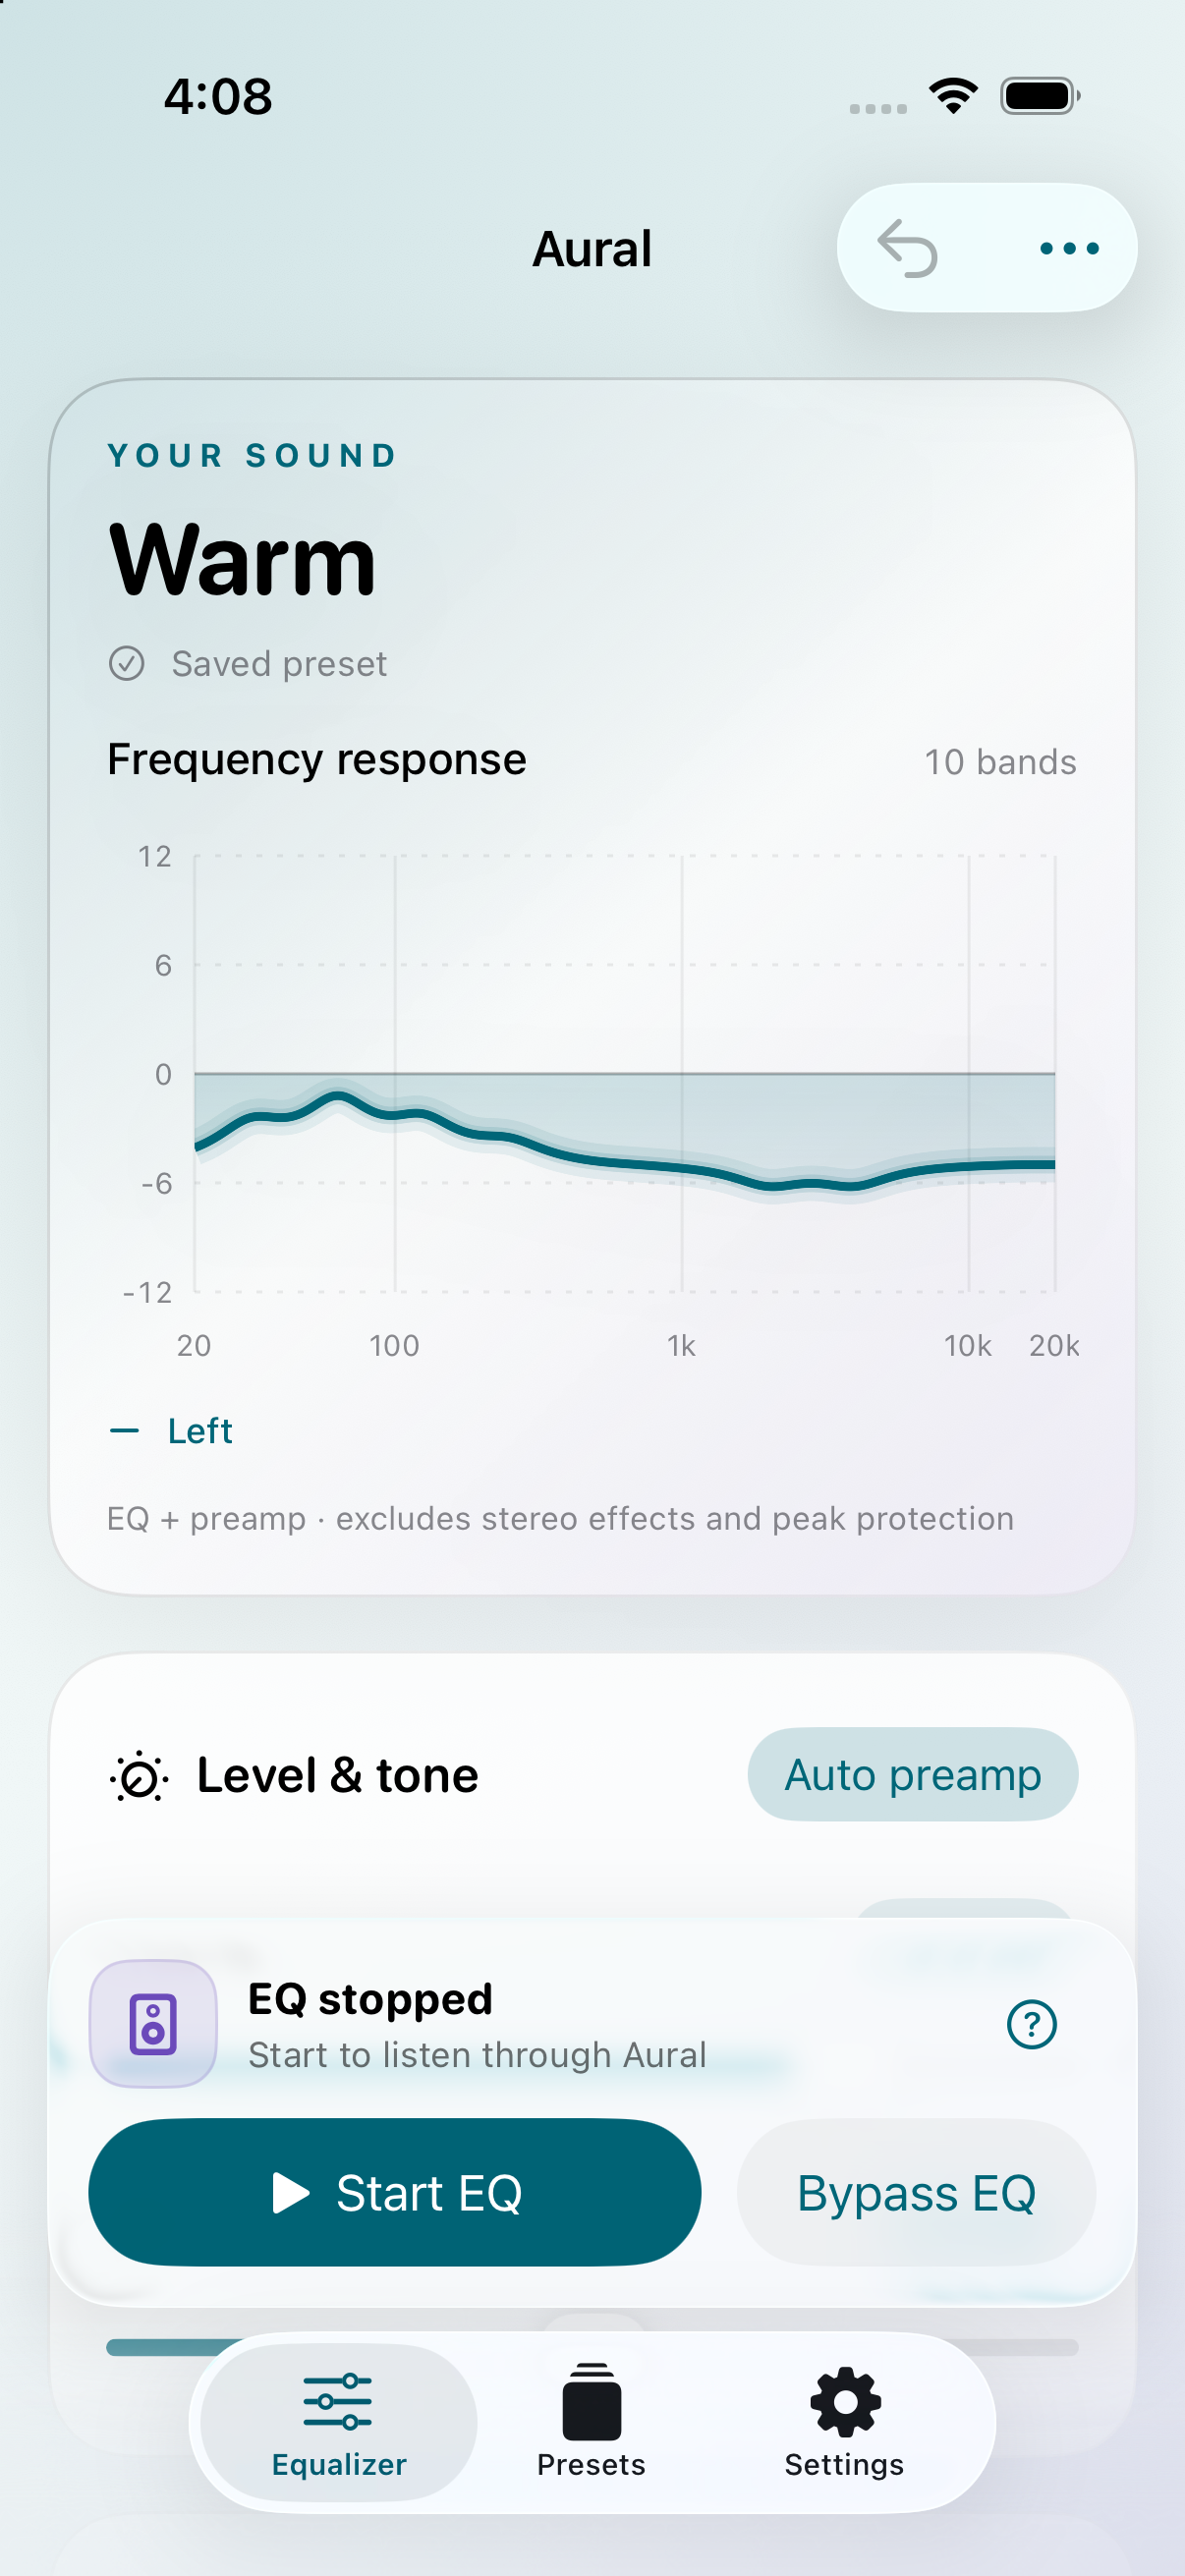 4:08
Aural
YOUR SOUND
Warm
Saved preset
Frequency response
10 bands
12
6
0
-6
-12
20
100
1k
10k
20k
Left
EQ + preamp · excludes stereo effects and peak protection
Level & tone
Auto preamp
EQ stopped
Start to listen through Aural
?
Start EQ
Bypass EQ
Equalizer
Presets
Settings